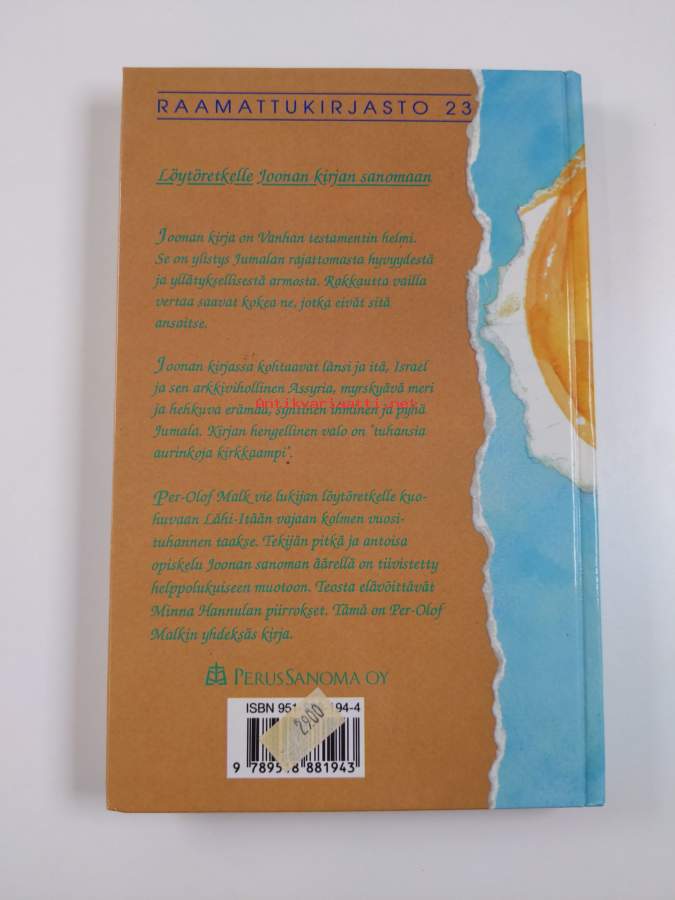 RAAMATTUKIRJASTO 23
Löytöretkelle Joonan kirjan sanomaan
Joonan kirja on Vanhan testamentin helmi.
Se on ylistys Jumalan rajattomasta hyvyydestä
ja yllätyksellisestä armosta. Rakkautta vailla
vertaa saavat kokea ne, jotka eivät sitä
ansaitse.
Joonan kirjassa kohtaavat länsi ja itä, Israel
ja sen arkkivihollinen Assyria, myrskyävä meri
Antikvariaatti.net
ja hehkuva erämaa, syntinen ihminen ja pyhä
Jumala. Kirjan hengellinen valo on "tuhansia
aurinkoja kirkkaampi".
Per-Olof Malk vie lukijan löytöretkelle kuo-
huvaan Lähi-Itään vajaan kolmen vuosi-
tuhannen taakse. Tekijän pitkä ja antoisa
opiskelu Joonan sanoman äärellä on tiivistetty
helppolukuiseen muotoon. Teosta elävöittävät
Minna Hannulan piirrokset. Tämä on Per-Olof
Malkin yhdeksäs kirja.
PERUSSANOMA OY
ISBN 951 194-4
2900
9 789518 881943